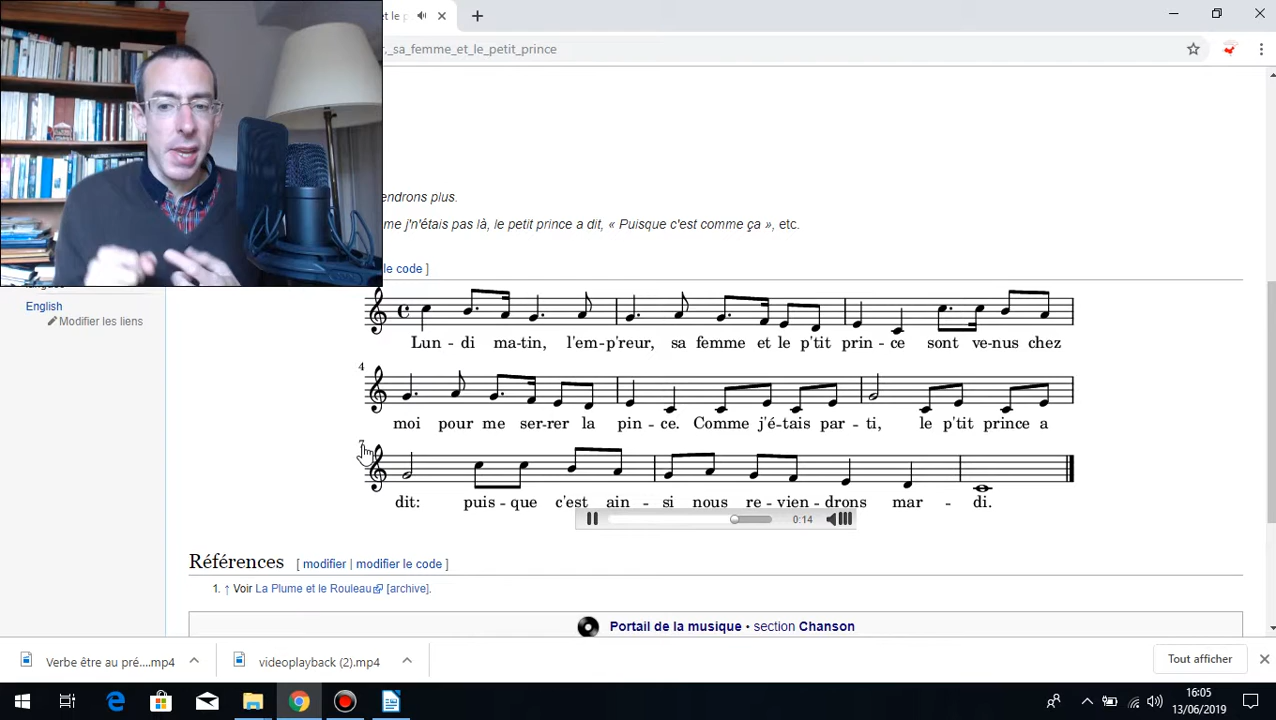 et le p
,_sa_femme_et_le_petit_prince
endrons plus.
me j'n'étais pas là, le petit prince a dit, « Puisque c'est comme ça », etc.
le code ]
English
Modifier les liens
Lun - di ma-tin, l'em-p'reur, sa femme et le p'tit prin - ce sont ve-nus chez
4
moi pour me ser-rer la pin - ce. Comme j'é-tais par - ti, le p'tit prince a
7
dit: puis - que c'est ain - si nous re - vien - drons mar - di.
0:14
Références [ modifier | modifier le code ]
1. ↑ Voir La Plume et le Rouleau [archive].
Portail de la musique • section Chanson
Verbe être au pré....mp4
videoplayback (2).mp4
Tout afficher
16:05
13/06/2019